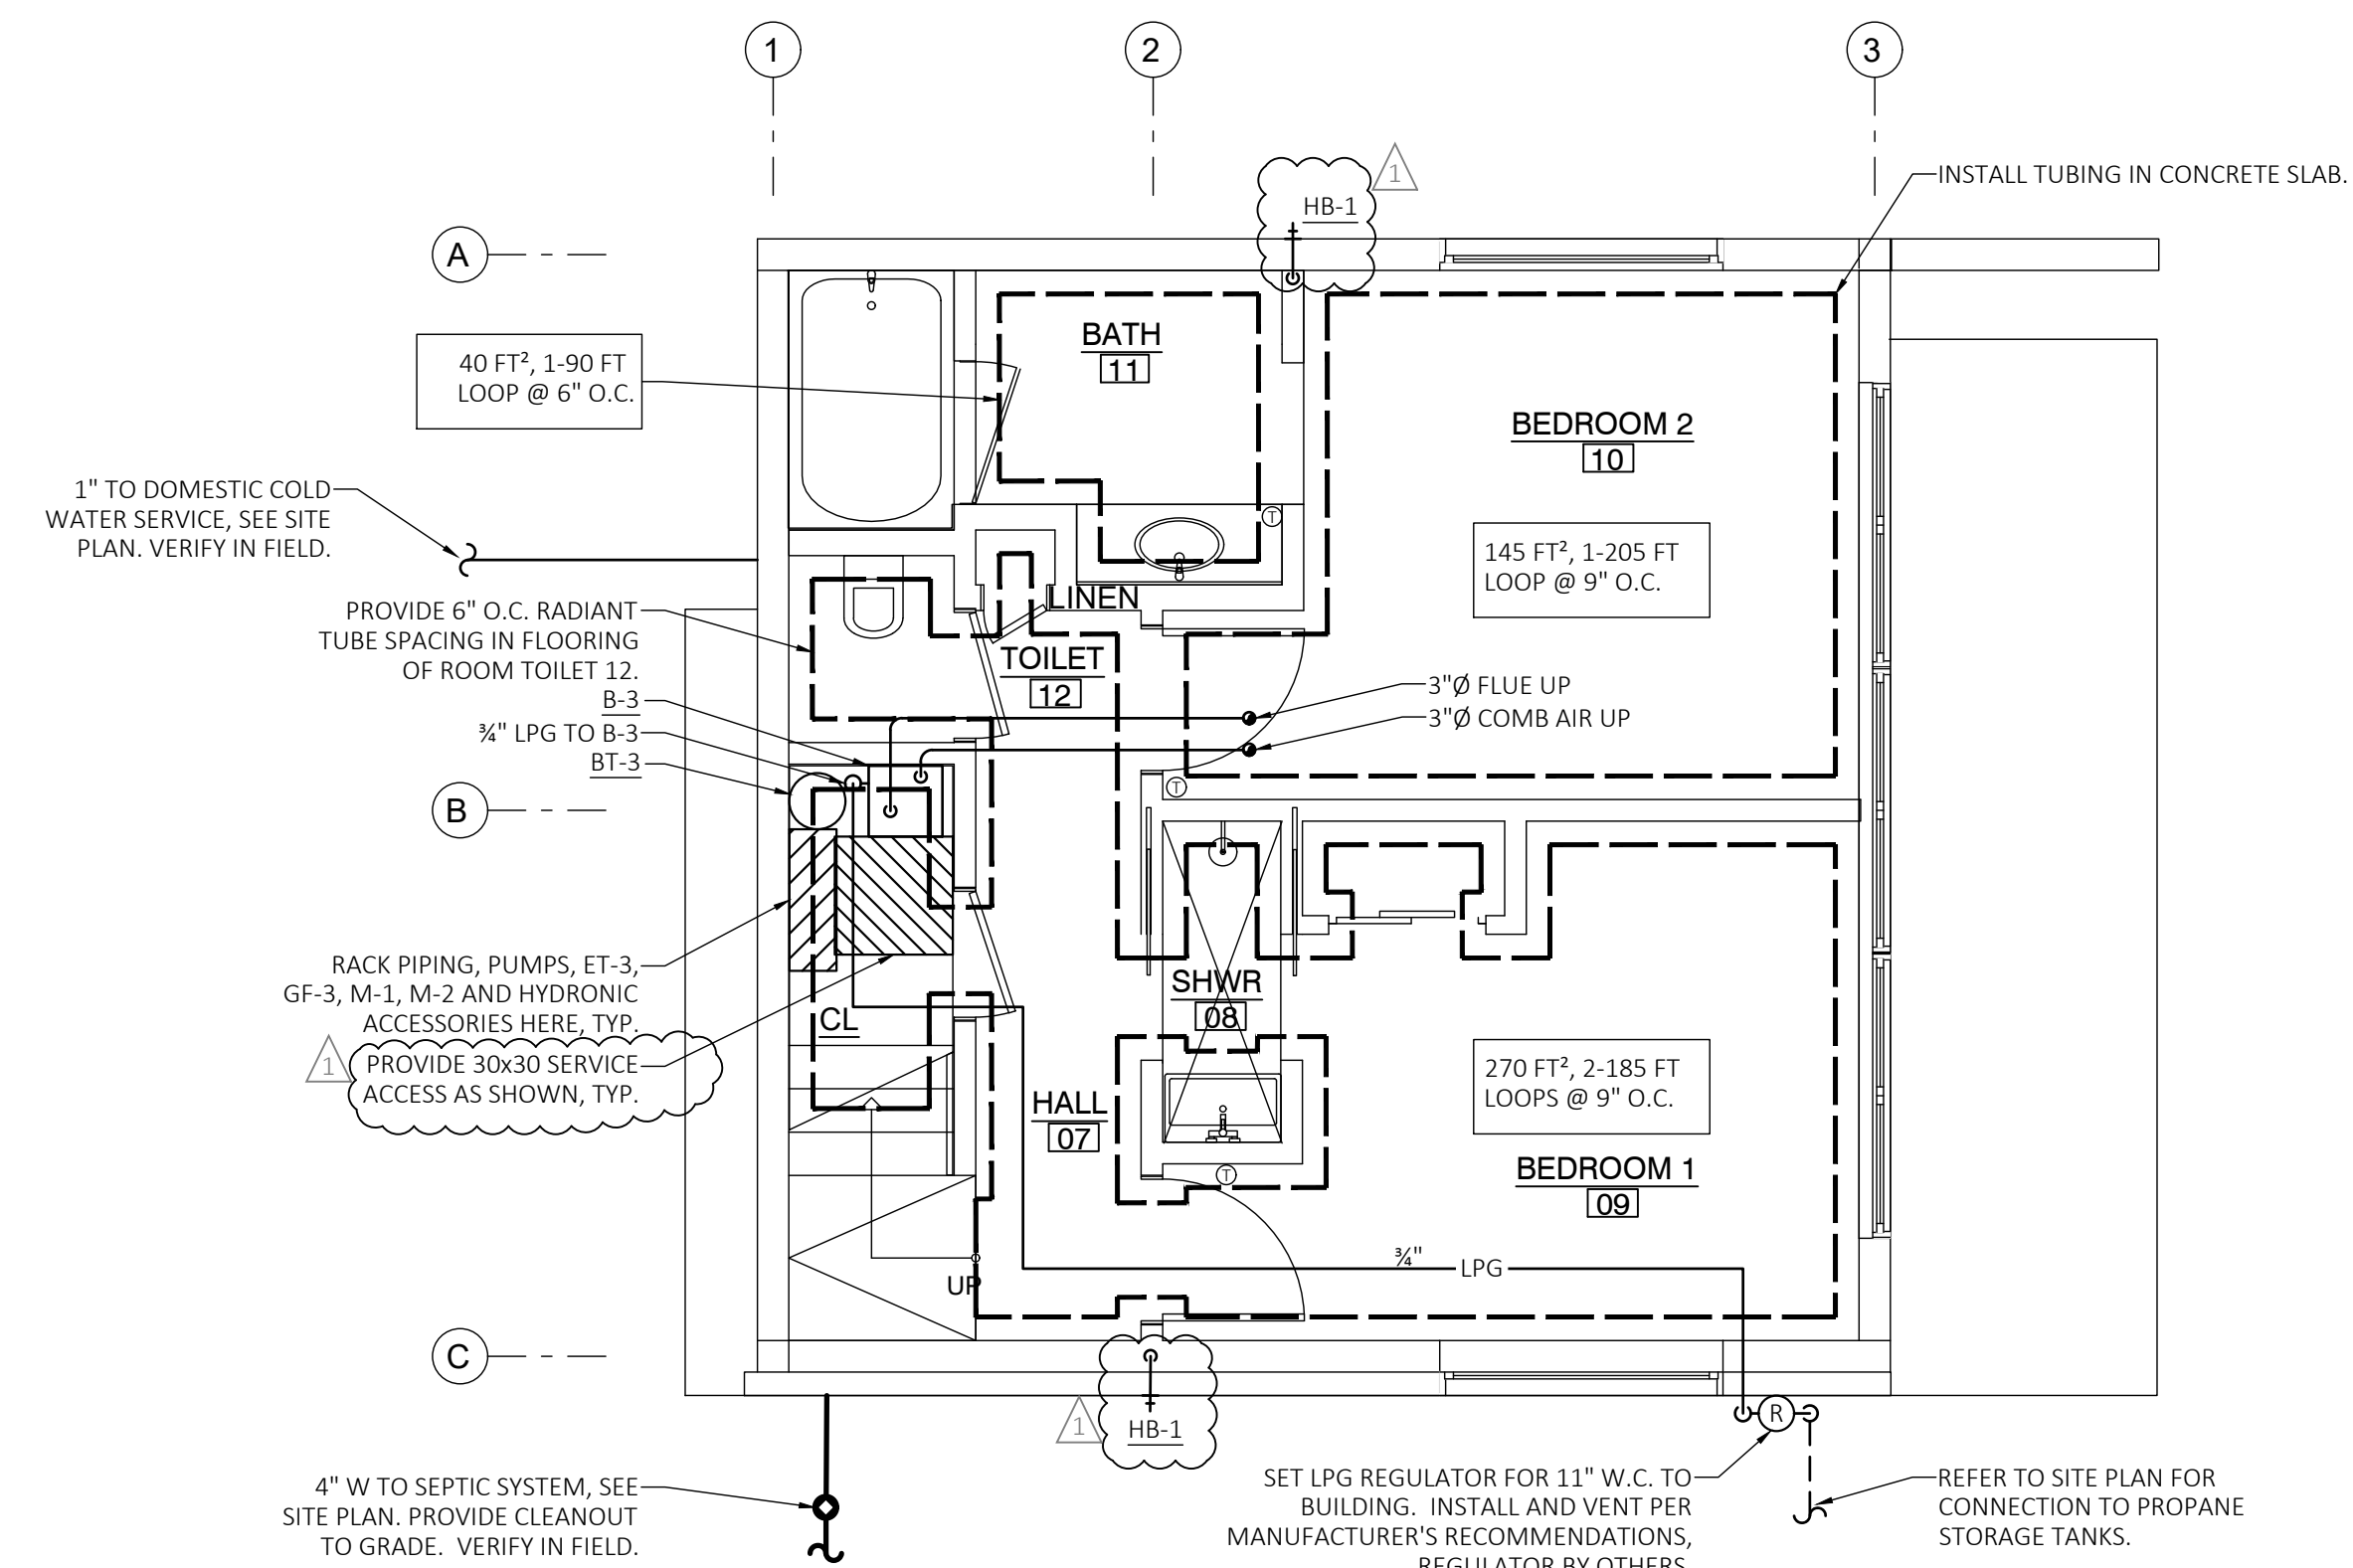 1
2
3
1
HB-1
INSTALL TUBING IN CONCRETE SLAB.
A
BATH
11
40 FT², 1-90 FT
LOOP @ 6" O.C.
BEDROOM 2
10
1" TO DOMESTIC COLD
WATER SERVICE, SEE SITE
PLAN. VERIFY IN FIELD.
T
145 FT², 1-205 FT
LOOP @ 9" O.C.
LINEN
PROVIDE 6" O.C. RADIANT
TUBE SPACING IN FLOORING
OF ROOM TOILET 12.
TOILET
12
B-3
¾" LPG TO B-3
BT-3
3"Ø FLUE UP
3"Ø COMB AIR UP
T
B
RACK PIPING, PUMPS, ET-3,
GF-3, M-1, M-2 AND HYDRONIC
ACCESSORIES HERE, TYP.
SHWR
08
CL
1
PROVIDE 30x30 SERVICE
ACCESS AS SHOWN, TYP.
270 FT², 2-185 FT
LOOPS @ 9" O.C.
HALL
07
T
BEDROOM 1
09
¾"
LPG
UP
C
1
HB-1
R
4" W TO SEPTIC SYSTEM, SEE
SITE PLAN. PROVIDE CLEANOUT
TO GRADE. VERIFY IN FIELD.
SET LPG REGULATOR FOR 11" W.C. TO
BUILDING. INSTALL AND VENT PER
MANUFACTURER'S RECOMMENDATIONS,
REGULATOR BY OTHERS.
REFER TO SITE PLAN FOR
CONNECTION TO PROPANE
STORAGE TANKS.